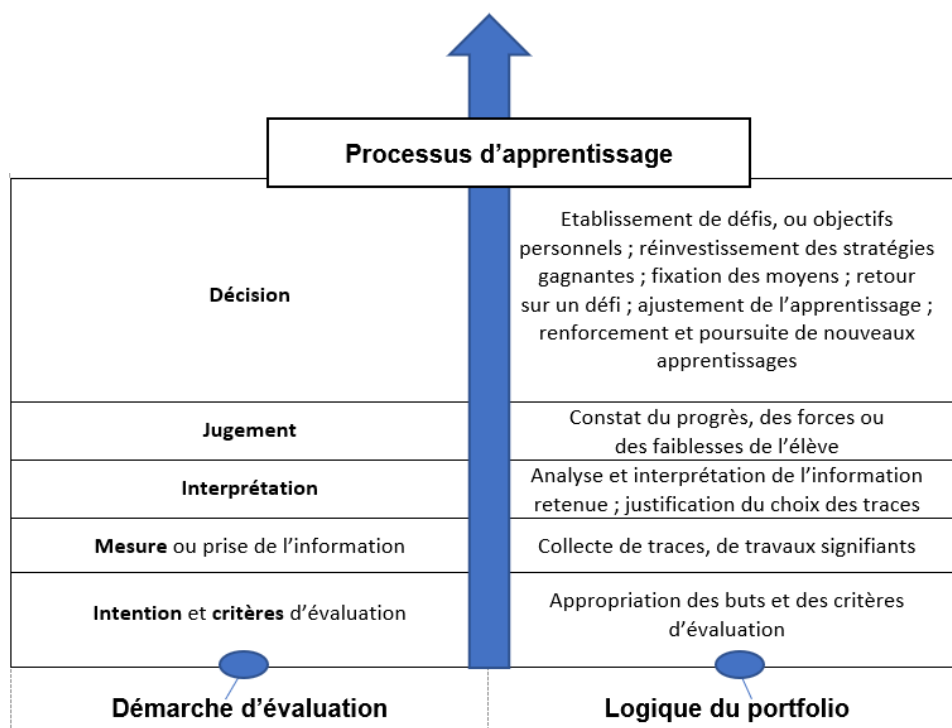 Processus d’apprentissage
Décision
Etablissement de défis, ou objectifs
personnels ; réinvestissement des stratégies
gagnantes ; fixation des moyens ; retour
sur un défi ; ajustement de l’apprentissage ;
renforcement et poursuite de nouveaux
apprentissages
Jugement
Constat du progrès, des forces ou
des faiblesses de l’élève
Interprétation
Analyse et interprétation de l’information
retenue ; justification du choix des traces
Mesure ou prise de l’information
Collecte de traces, de travaux signifiants
Intention et critères d’évaluation
Appropriation des buts et des critères
d’évaluation
Démarche d’évaluation
Logique du portfolio